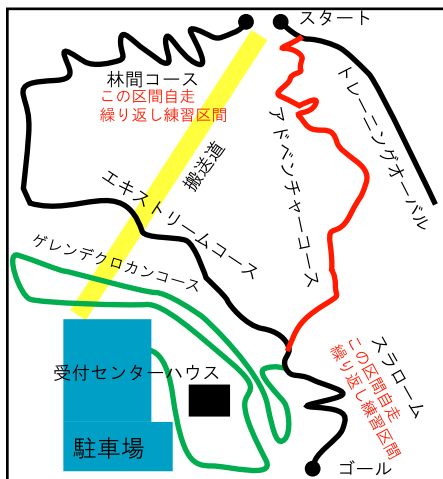 スタート
林間コース
この区間自走
繰り返し練習区間
搬送道
トレーニングオーバル
アドベンチャーコース
エキストリームコース
ゲレンデクロカンコース
スラローム
この区間自走
繰り返し練習区間
受付センターハウス
駐車場
ゴール